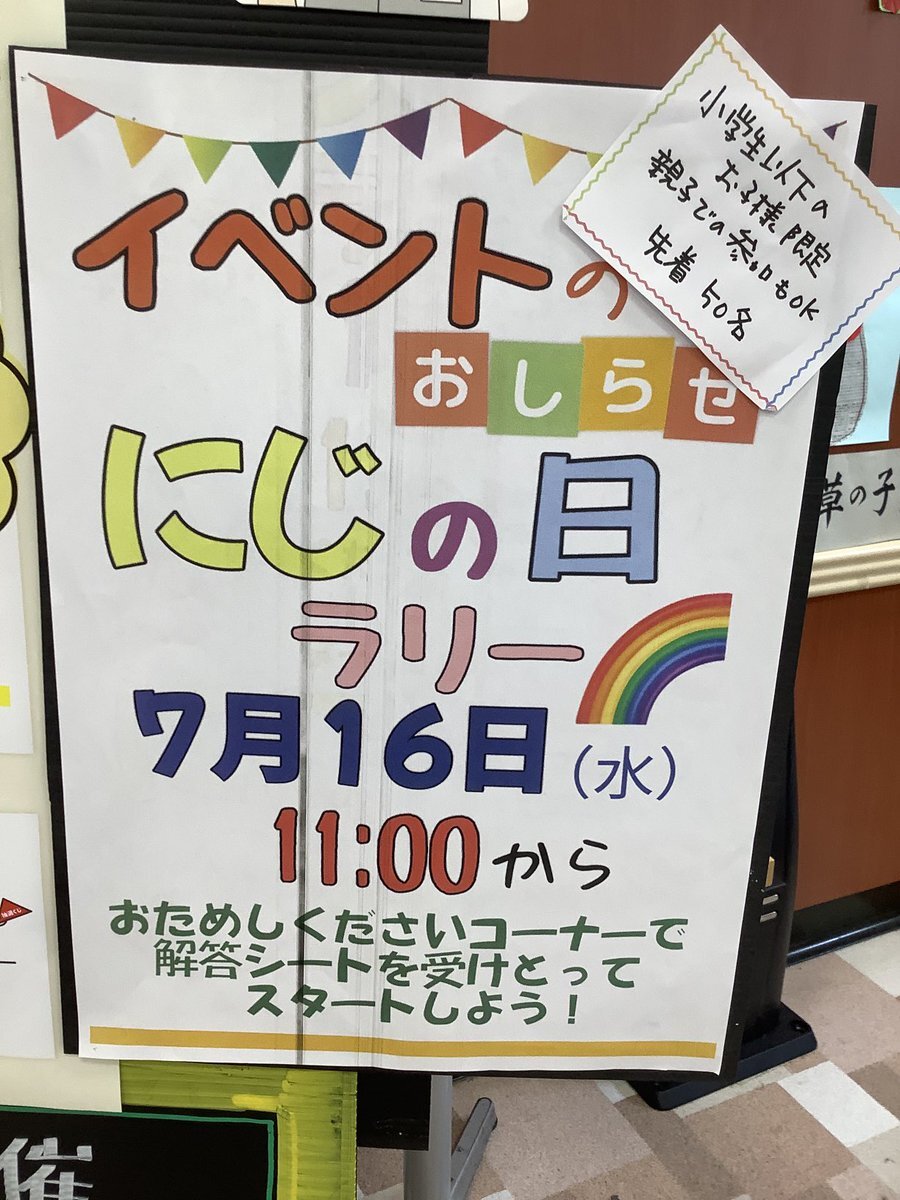 イベントの
おしらせ
にじの日
ラリー
7月16日(水)
11:00から
おためしくださいコーナーで
解答シートを受けとって
スタートしよう!
小学生以下の
お子様限定
親子での参加もOK
先着 50名
草の子
催